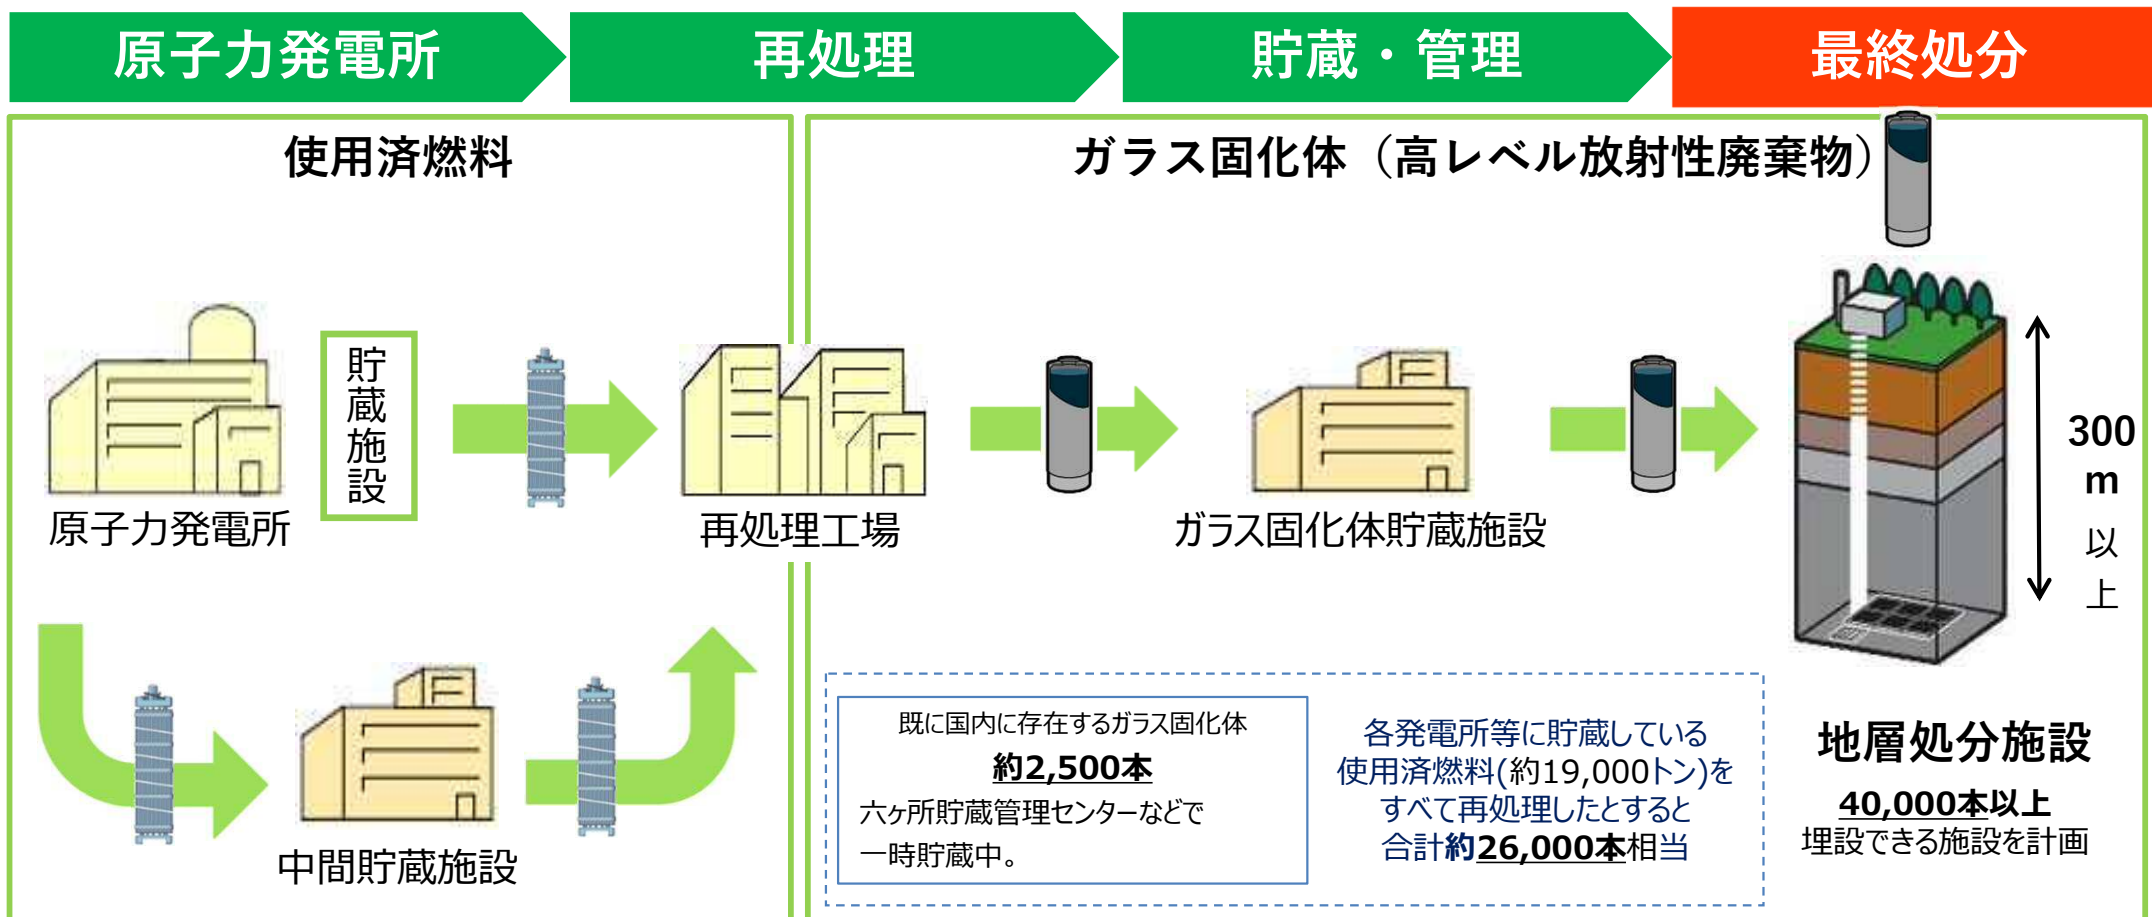 原子力発電所
再処理
貯蔵・管理
最終処分
使用済燃料
ガラス固化体（高レベル放射性廃棄物）
貯蔵施設
原子力発電所
再処理工場
ガラス固化体貯蔵施設
300
m
以
上
中間貯蔵施設
既に国内に存在するガラス固化体
約2,500本
六ヶ所貯蔵管理センターなどで
一時貯蔵中。
各発電所等に貯蔵している
使用済燃料(約19,000トン)を
すべて再処理したとすると
合計約26,000本相当
地層処分施設
40,000本以上
埋設できる施設を計画